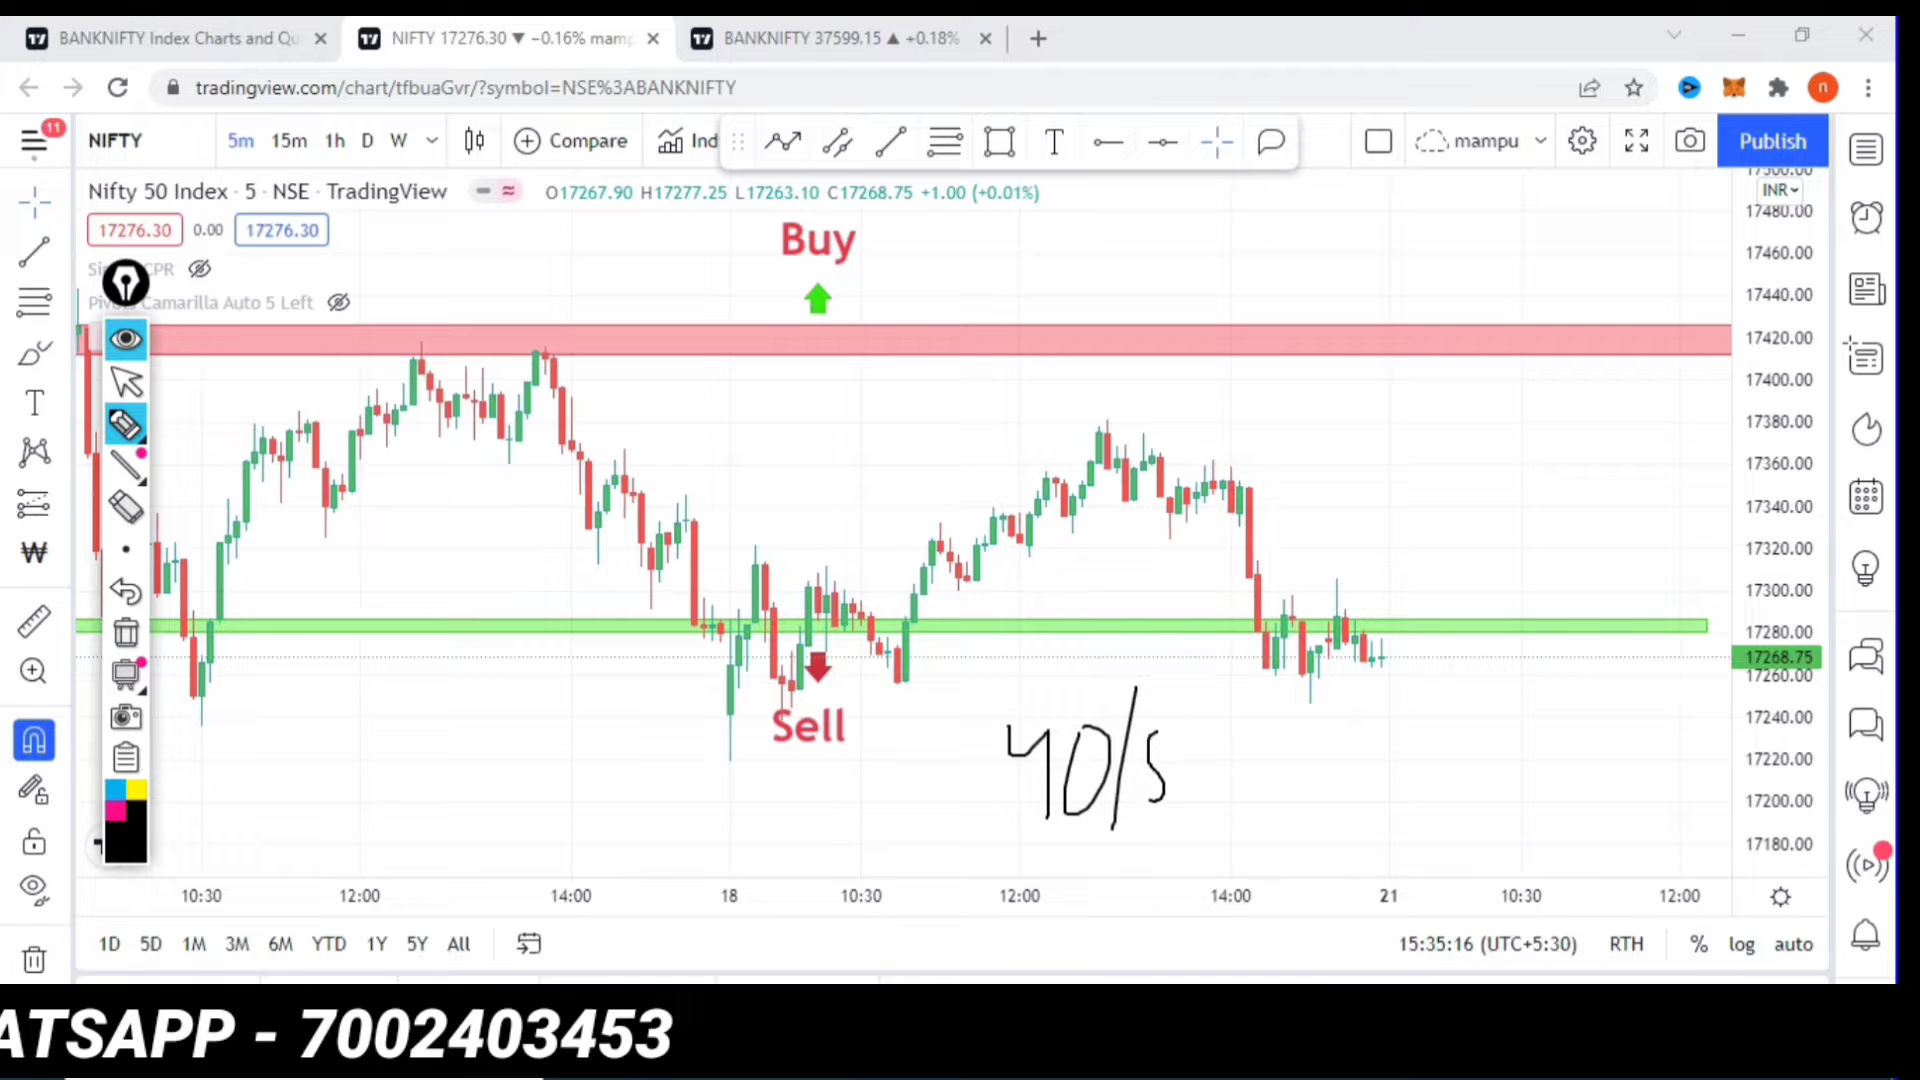 BANKNIFTY Index Charts and Qu
NIFTY 17276.30 ▼ −0.16% mamp
BANKNIFTY 37599.15 ▲ +0.18%
tradingview.com/chart/tfbuaGvr/?symbol=NSE%3ABANKNIFTY
11
NIFTY 5m 15m 1h D W Compare Ind mampu Publish
Nifty 50 Index · 5 · NSE · TradingView O17267.90 H17277.25 L17263.10 C17268.75 +1.00 (+0.01%)
17276.30 0.00 17276.30
CPR
Camarilla Auto 5 Left
Buy
Sell
40/5
INR
17500.00
17480.00
17460.00
17440.00
17420.00
17400.00
17380.00
17360.00
17340.00
17320.00
17300.00
17280.00
17268.75
17260.00
17240.00
17220.00
17200.00
17180.00
10:30 12:00 14:00 18 10:30 12:00 14:00 21 10:30 12:00
1D 5D 1M 3M 6M YTD 1Y 5Y All 15:35:16 (UTC+5:30) RTH % log auto
ATSAPP - 7002403453